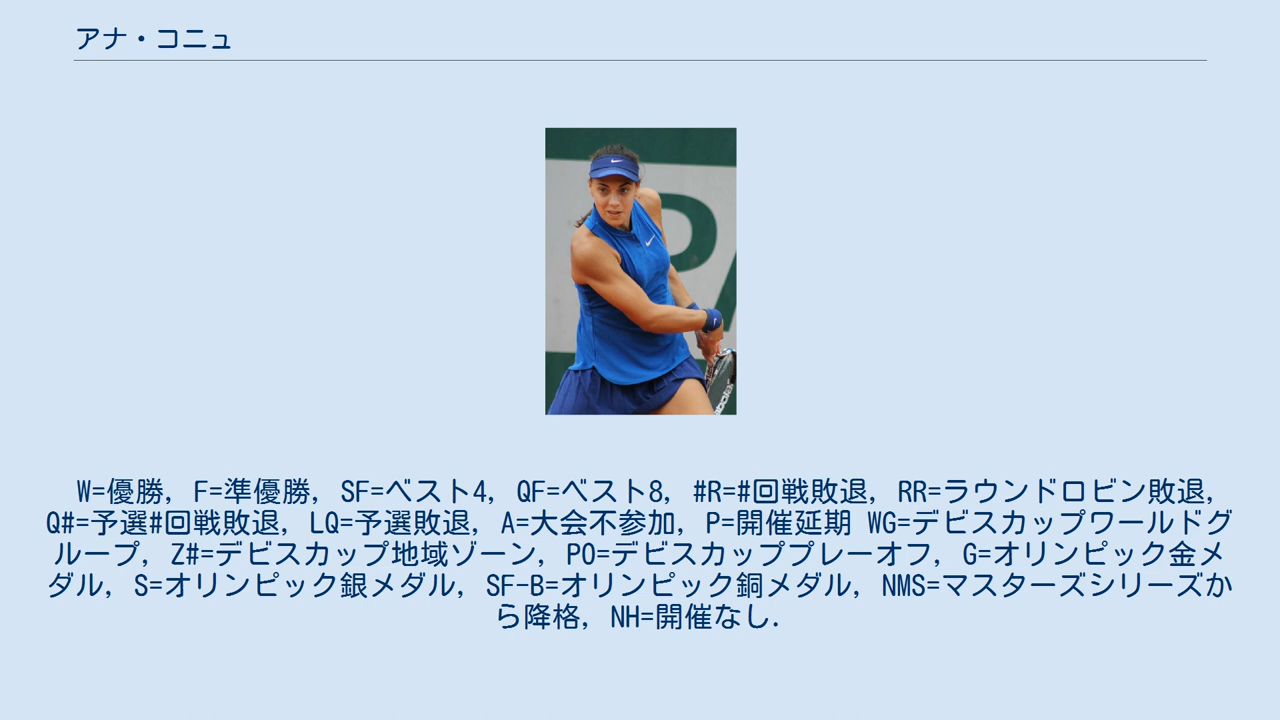 アナ・コニュ
W=優勝, F=準優勝, SF=ベスト4, QF=ベスト8, #R=#回戦敗退, RR=ラウンドロビン敗退,
Q#=予選#回戦敗退, LQ=予選敗退, A=大会不参加, P=開催延期 WG=デビスカップワールドグ
ループ, Z#=デビスカップ地域ゾーン, PO=デビスカッププレーオフ, G=オリンピック金メ
ダル, S=オリンピック銀メダル, SF-B=オリンピック銅メダル, NMS=マスターズシリーズか
ら降格, NH=開催なし.